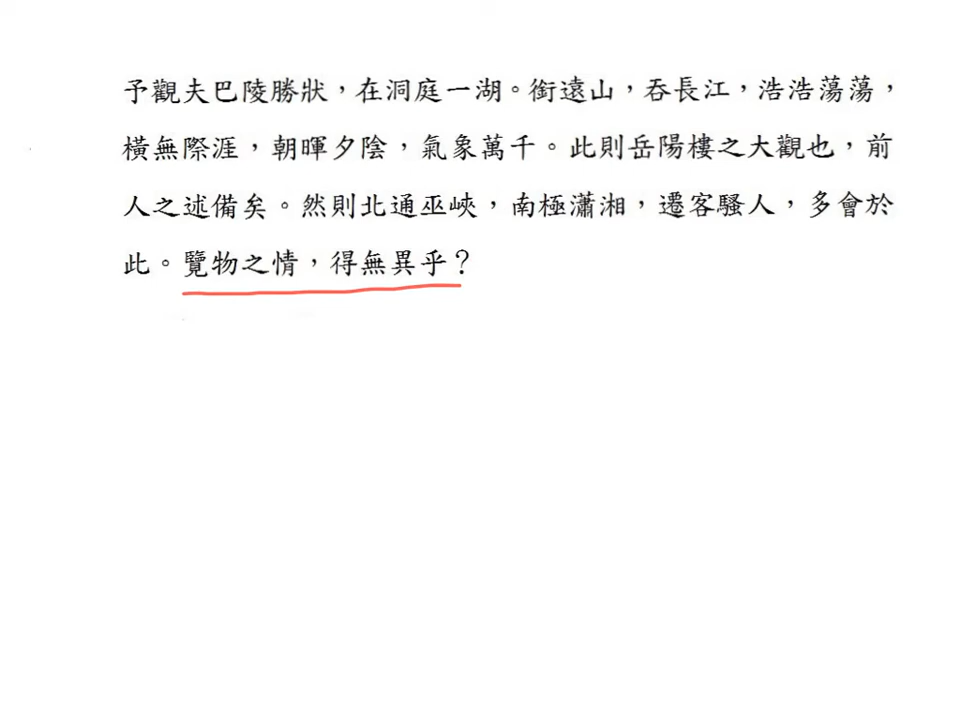 予觀夫巴陵勝狀，在洞庭一湖。銜遠山，吞長江，浩浩蕩蕩，
橫無際涯，朝暉夕陰，氣象萬千。此則岳陽樓之大觀也，前
人之述備矣。然則北通巫峽，南極瀟湘，遷客騷人，多會於
此。覽物之情，得無異乎？